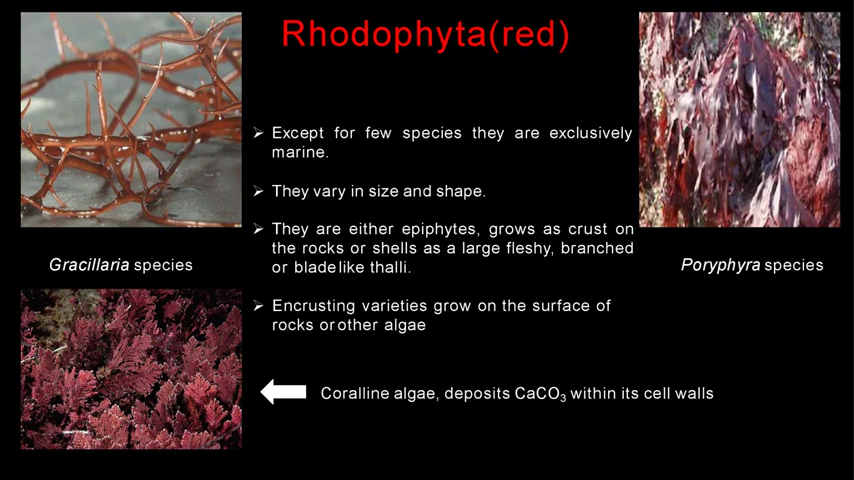 Rhodophyta(red)
➢ Except for few species they are exclusively
marine.
➢ They vary in size and shape.
➢ They are either epiphytes, grows as crust on
the rocks or shells as a large fleshy, branched
or blade like thalli.
Gracillaria species
Poryphyra species
➢ Encrusting varieties grow on the surface of
rocks or other algae
Coralline algae, deposits CaCO₃ within its cell walls